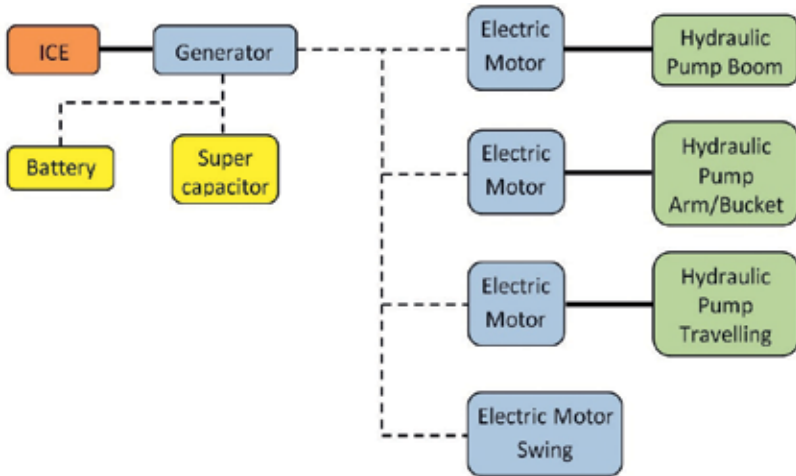 ICE
Generator
Electric
Motor
Hydraulic
Pump Boom
Battery
Super
capacitor
Electric
Motor
Hydraulic
Pump
Arm/Bucket
Electric
Motor
Hydraulic
Pump
Travelling
Electric Motor
Swing